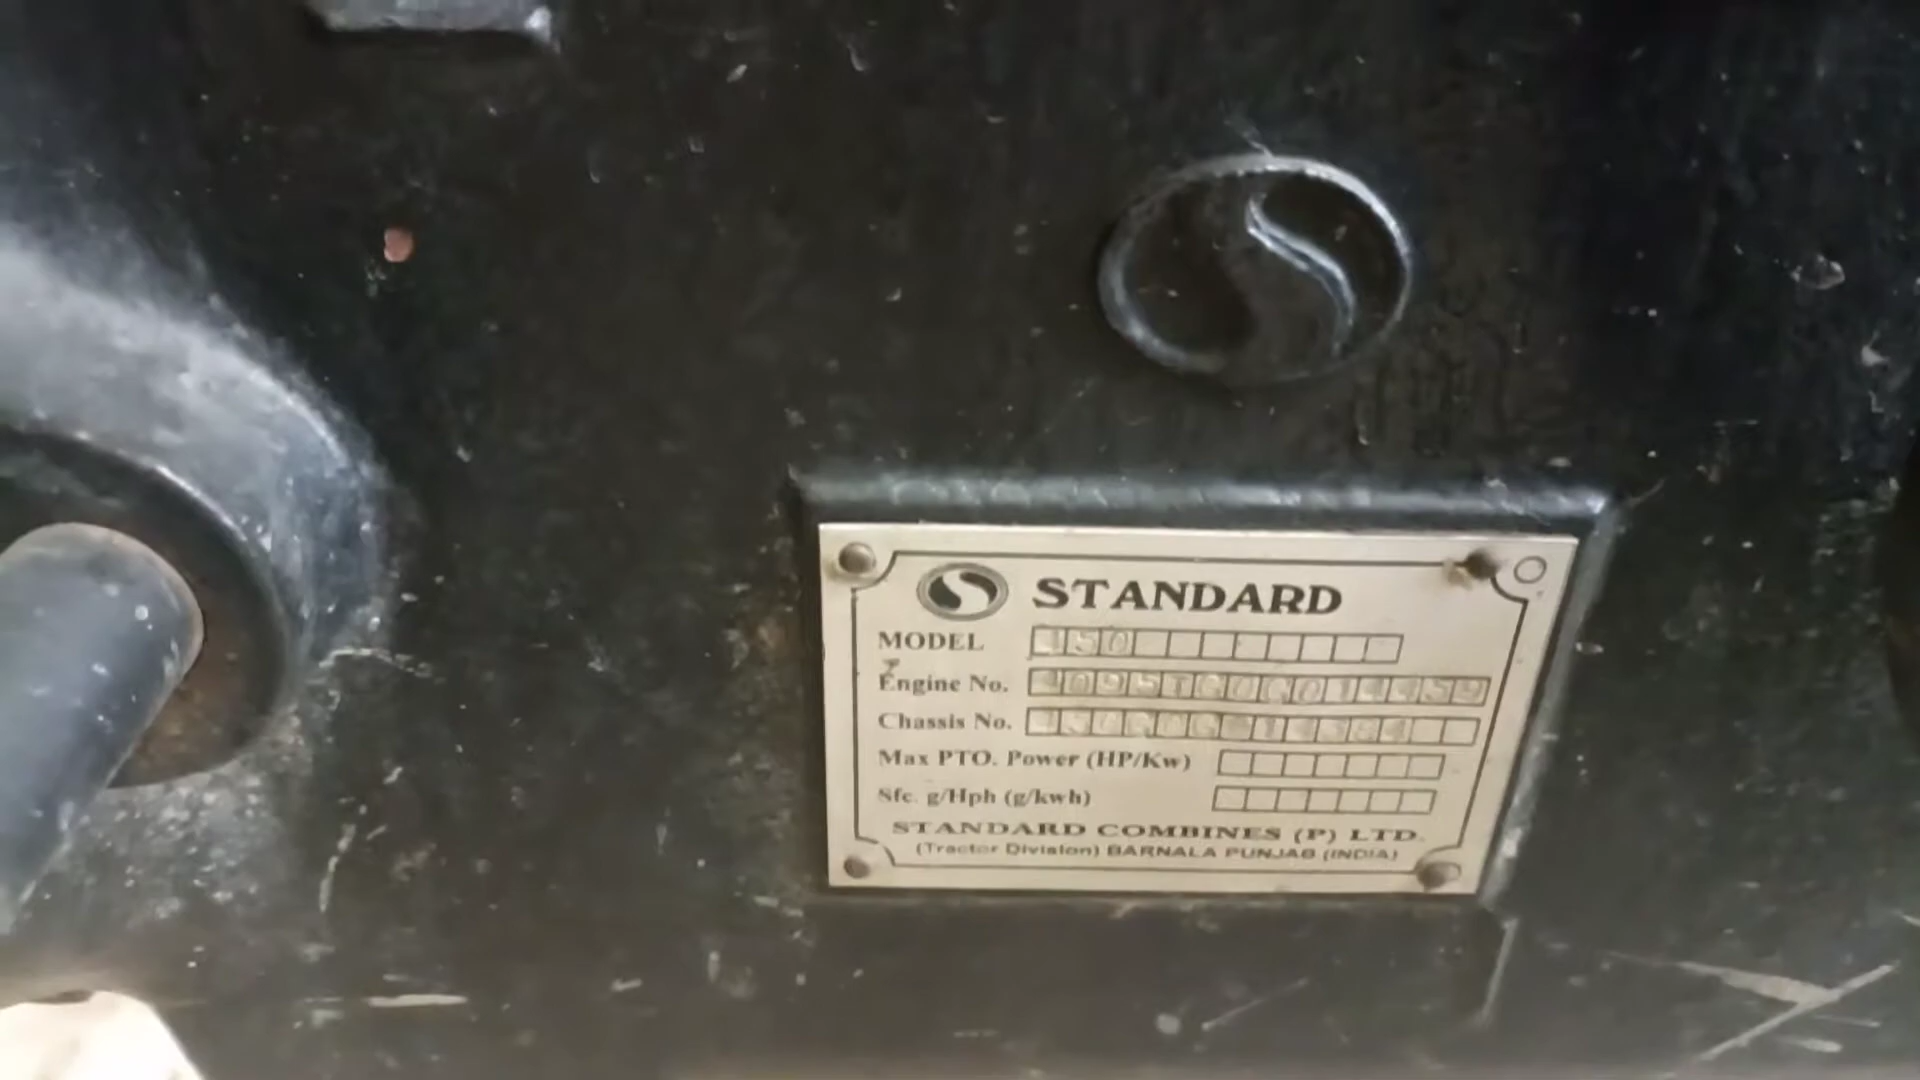 STANDARD
MODEL 450
Engine No.
Chassis No.
Max PTO. Power (HP/Kw)
Sfc. g/Hph (g/kwh)
STANDARD COMBINES (P) LTD.
(Tractor Division) BARNALA PUNJAB (INDIA)